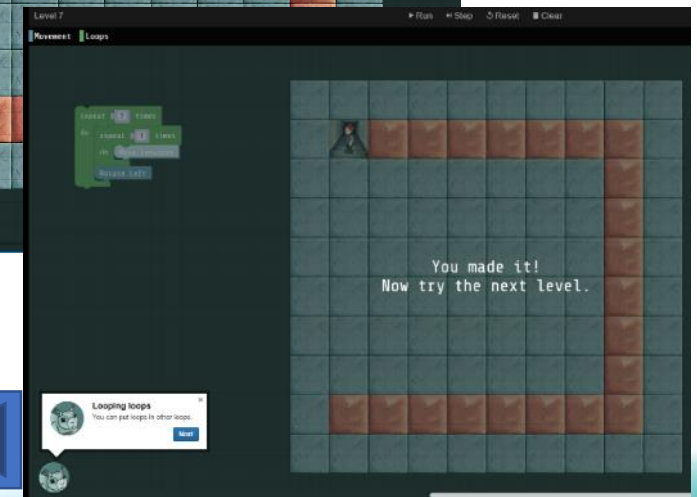 Level 7
Run Step Reset Clear
Movement Loops
repeat times
do repeat times
do
Rotate left
You made it!
Now try the next level.
Looping loops
You can put loops in other loops.
Next